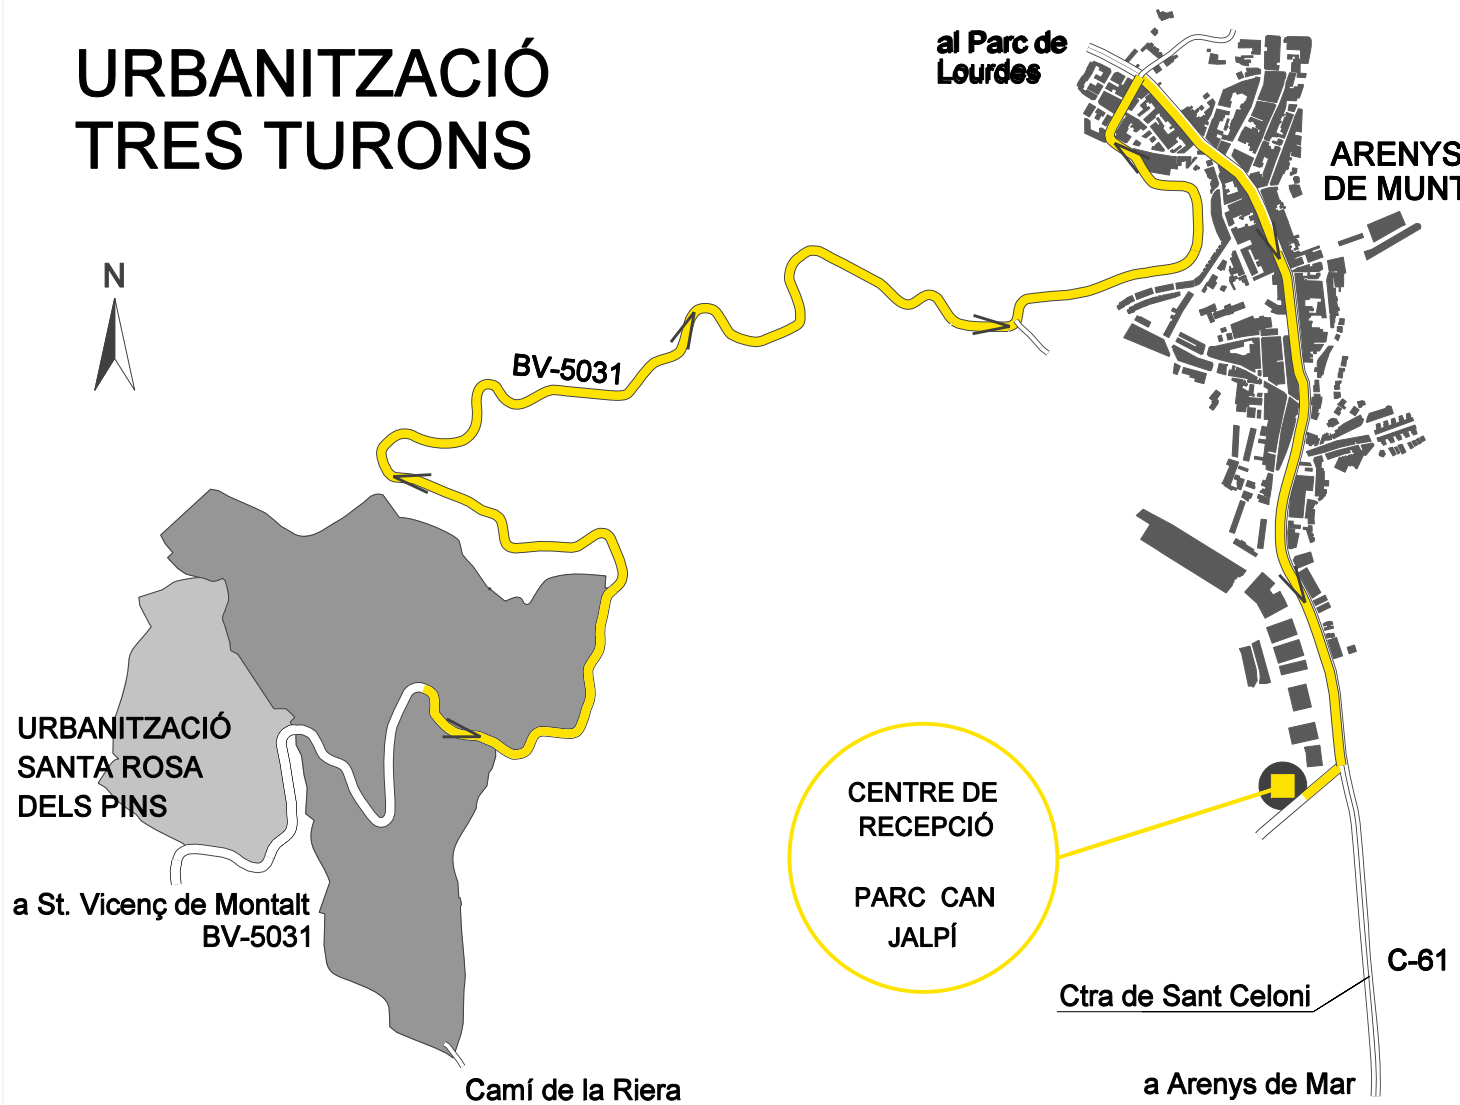 URBANITZACIÓ
TRES TURONS
al Parc de
Lourdes
ARENYS
DE MUNT
N
BV-5031
URBANITZACIÓ
SANTA ROSA
DELS PINS
a St. Vicenç de Montalt
BV-5031
CENTRE DE
RECEPCIÓ
PARC CAN
JALPÍ
C-61
Ctra de Sant Celoni
Camí de la Riera
a Arenys de Mar